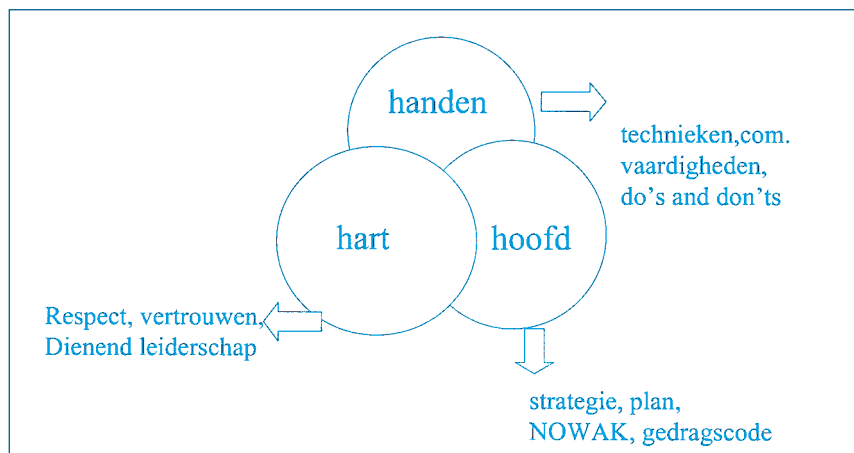 handen
technieken,com.
vaardigheden,
do's and don'ts
hart
hoofd
Respect, vertrouwen,
Dienend leiderschap
strategie, plan,
NOWAK, gedragscode